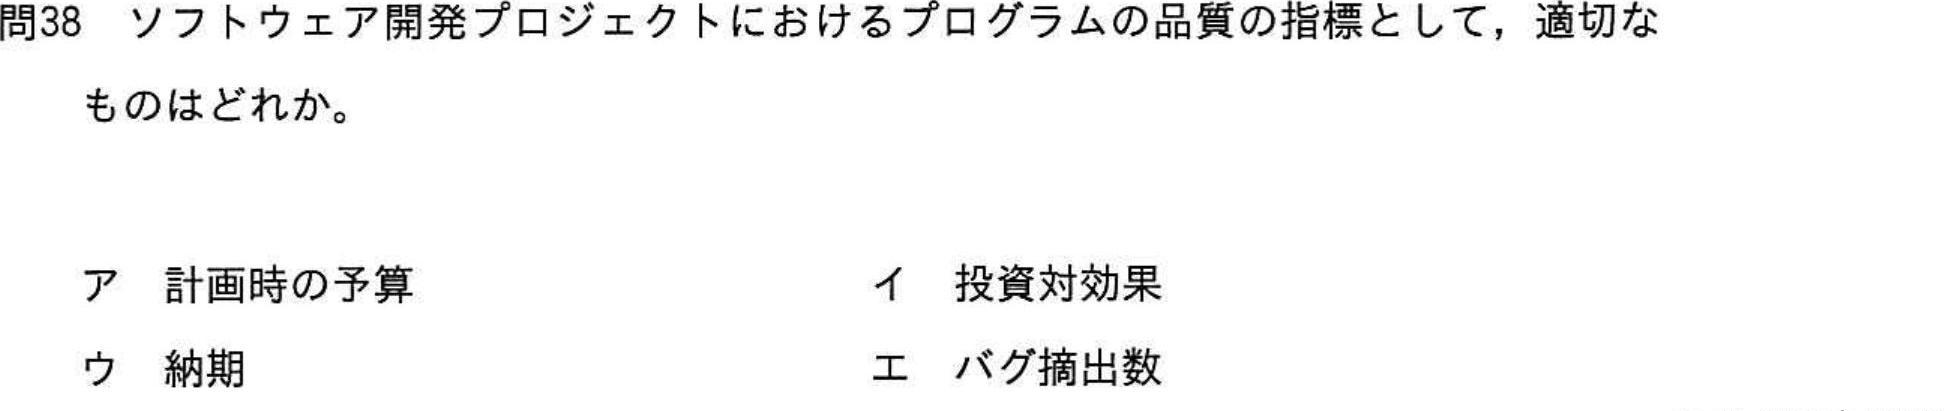 問38　ソフトウェア開発プロジェクトにおけるプログラムの品質の指標として，適切な
ものはどれか。
ア　計画時の予算　イ　投資対効果
ウ　納期　エ　バグ摘出数